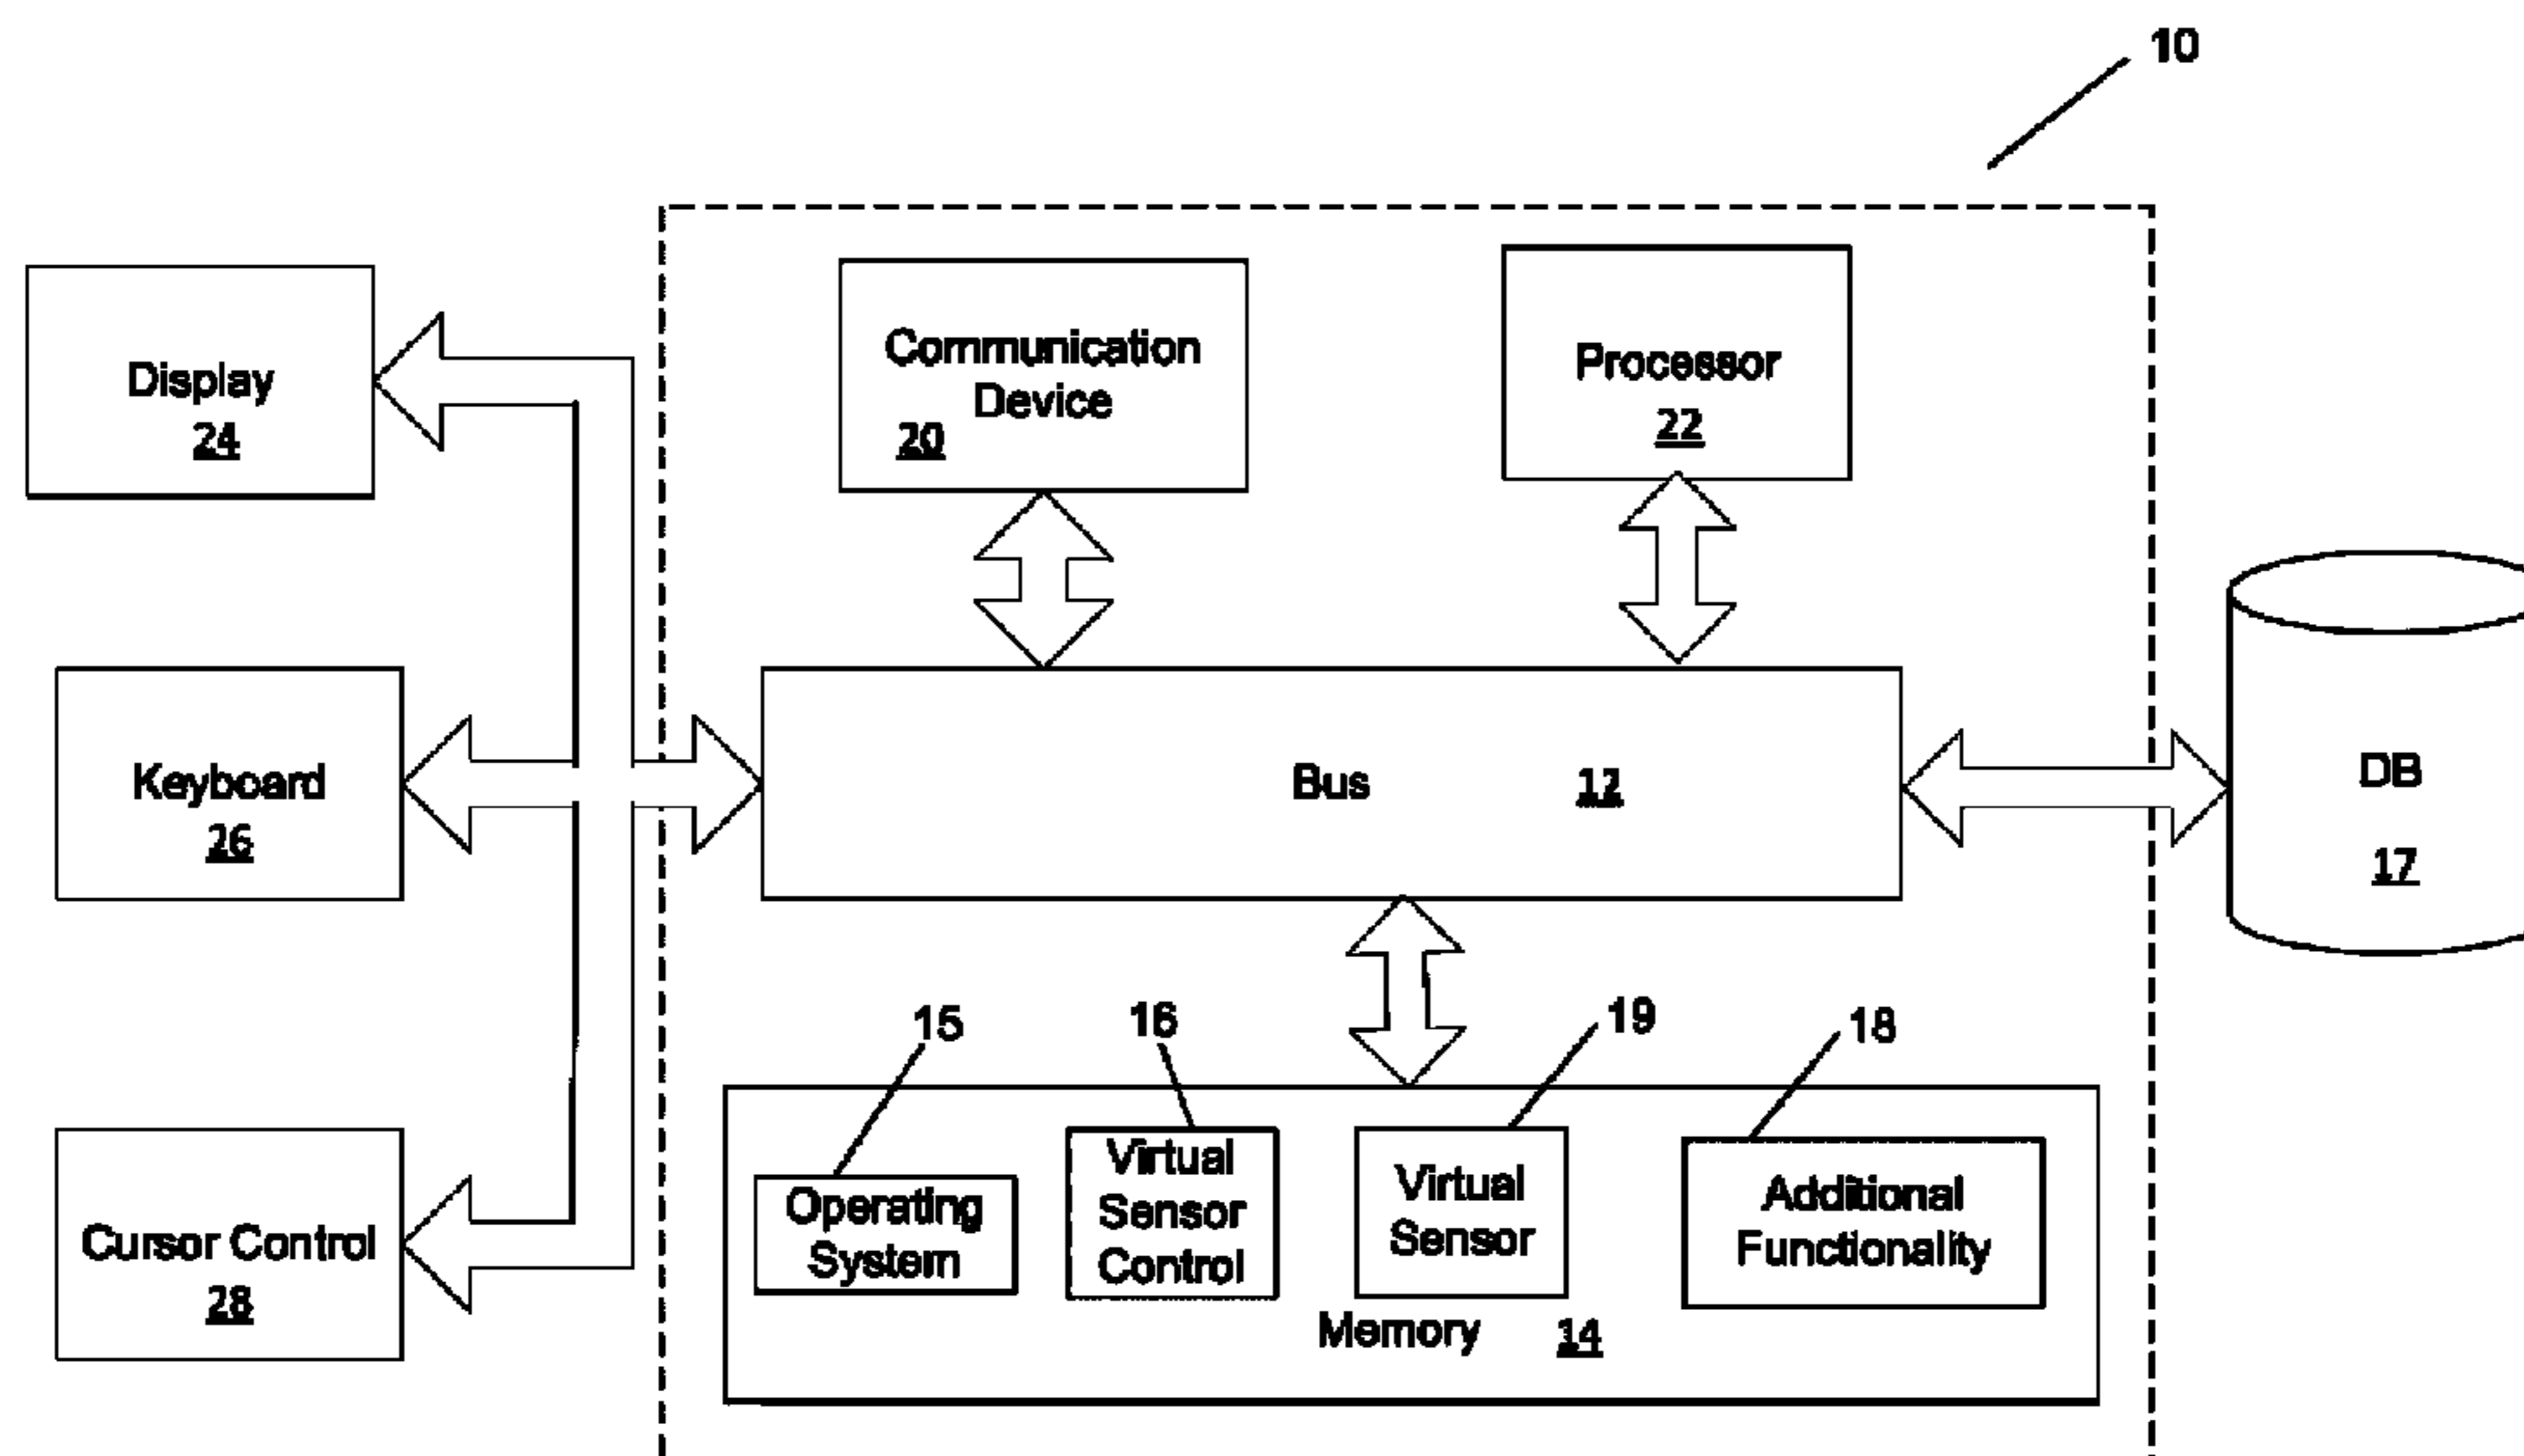 10
Display
24
Communication
Device
20
Processor
22
Keyboard
26
Bus 12
DB
17
15
16
19
18
Cursor Control
28
Operating
System
Virtual
Sensor
Control
Virtual
Sensor
Additional
Functionality
Memory 14